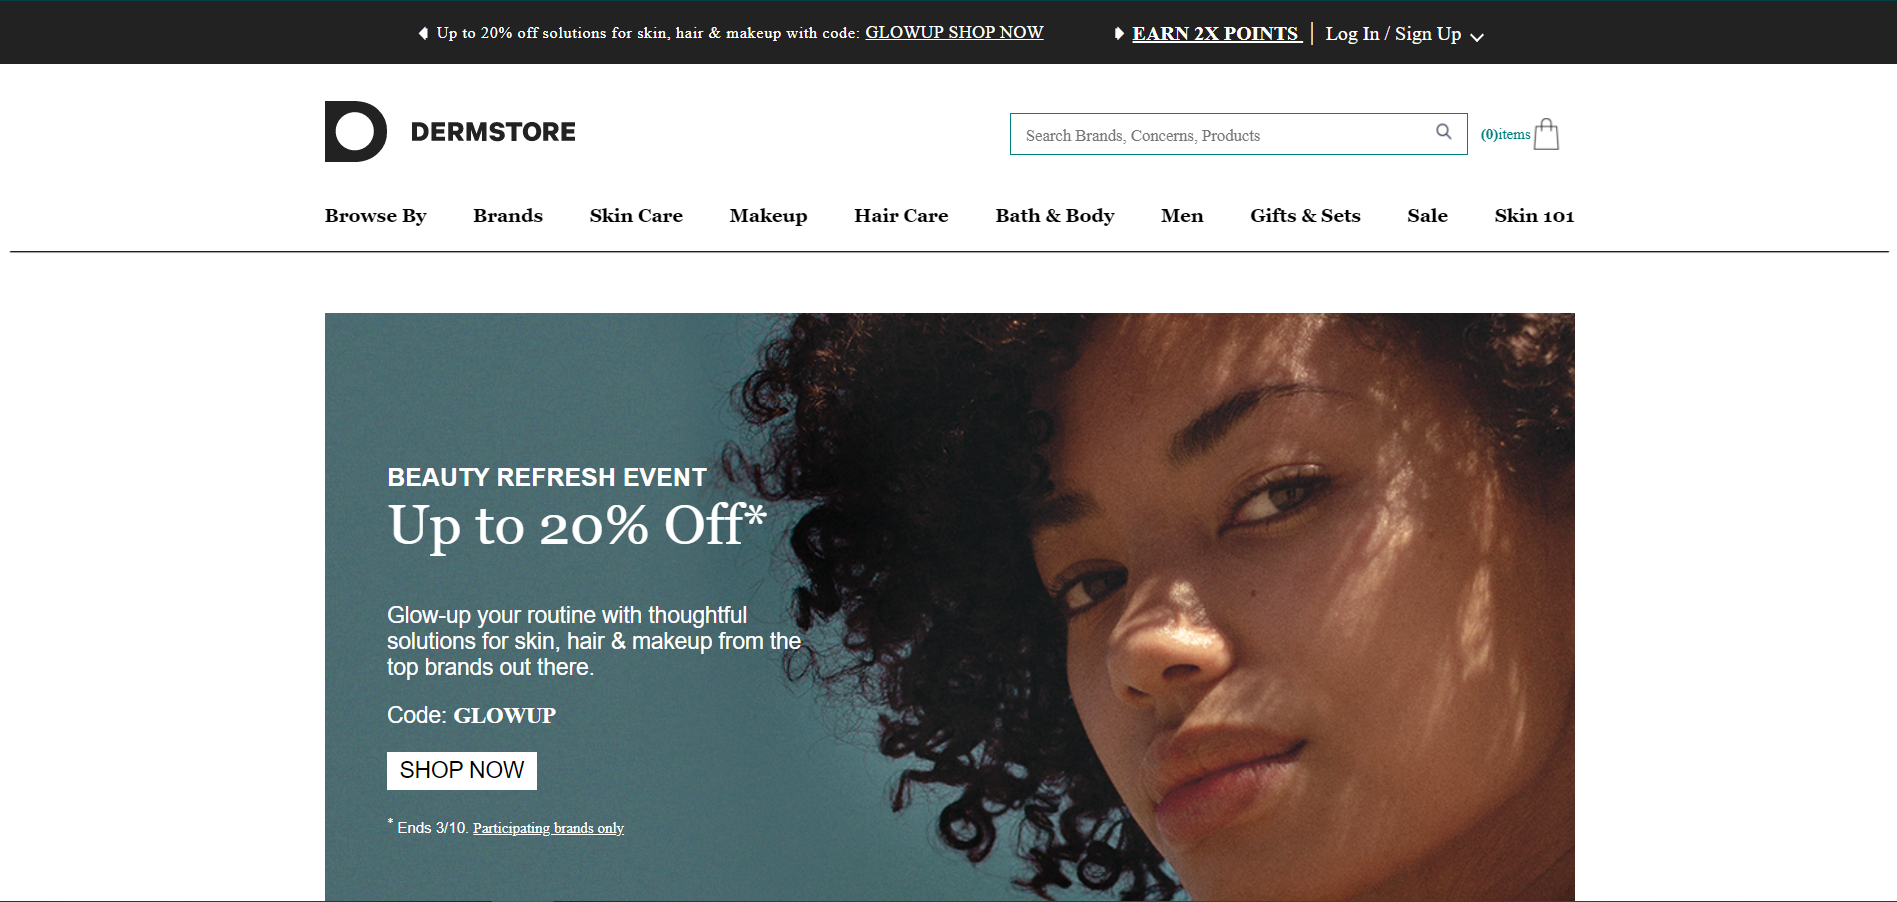 Up to 20% off solutions for skin, hair & makeup with code: GLOWUP SHOP NOW
EARN 2X POINTS
Log In / Sign Up
DERMSTORE
Search Brands, Concerns, Products
(0)items
Browse By
Brands
Skin Care
Makeup
Hair Care
Bath & Body
Men
Gifts & Sets
Sale
Skin 101
BEAUTY REFRESH EVENT
Up to 20% Off*
Glow-up your routine with thoughtful
solutions for skin, hair & makeup from the
top brands out there.
Code: GLOWUP
SHOP NOW
* Ends 3/10. Participating brands only